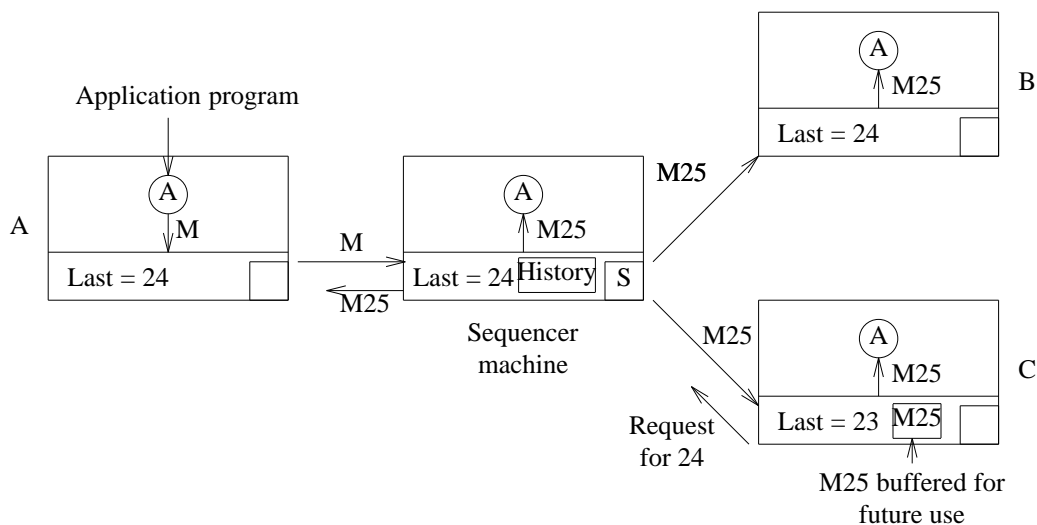 Application program
A
A
M
Last = 24
M
M25
A
M25
Last = 24
History
S
Sequencer
machine
M25
A
M25
B
Last = 24
M25
Request
for 24
A
M25
C
Last = 23
M25
M25 buffered for
future use